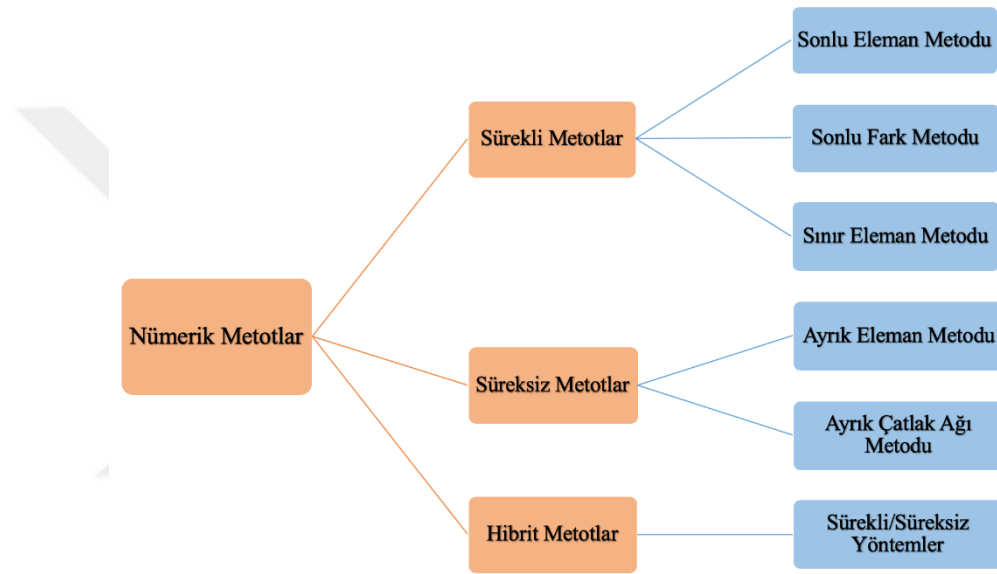 Nümerik Metotlar
Sürekli Metotlar
Sonlu Eleman Metodu
Sonlu Fark Metodu
Sınır Eleman Metodu
Süreksiz Metotlar
Ayrık Eleman Metodu
Ayrık Çatlak Ağı
Metodu
Hibrit Metotlar
Sürekli/Süreksiz
Yöntemler